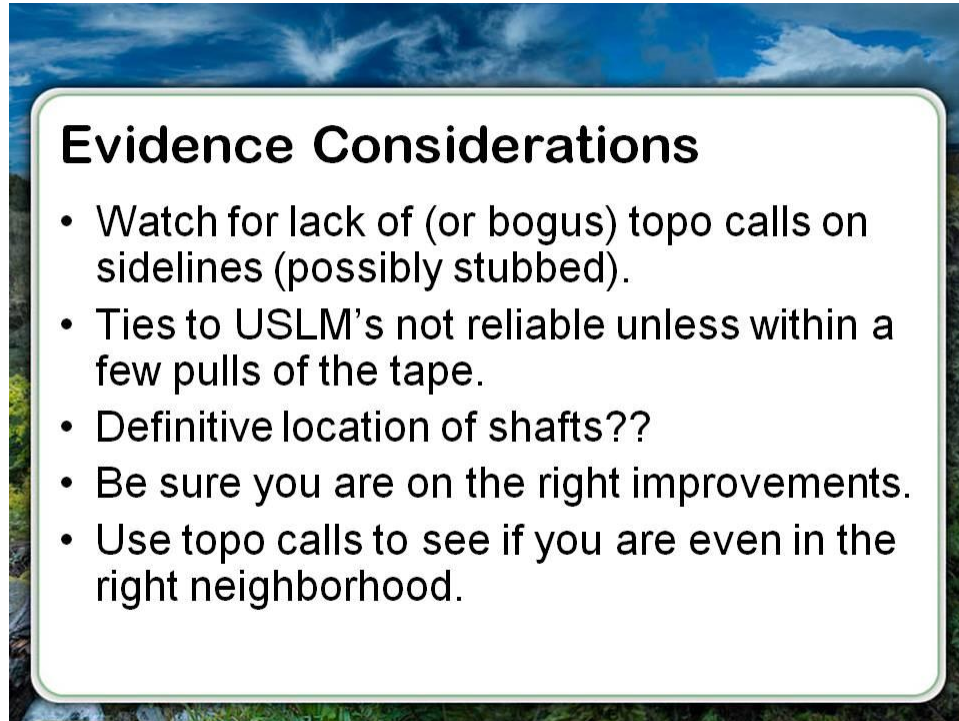 Evidence Considerations
• Watch for lack of (or bogus) topo calls on
sidelines (possibly stubbed).
• Ties to USLM’s not reliable unless within a
few pulls of the tape.
• Definitive location of shafts??
• Be sure you are on the right improvements.
• Use topo calls to see if you are even in the
right neighborhood.